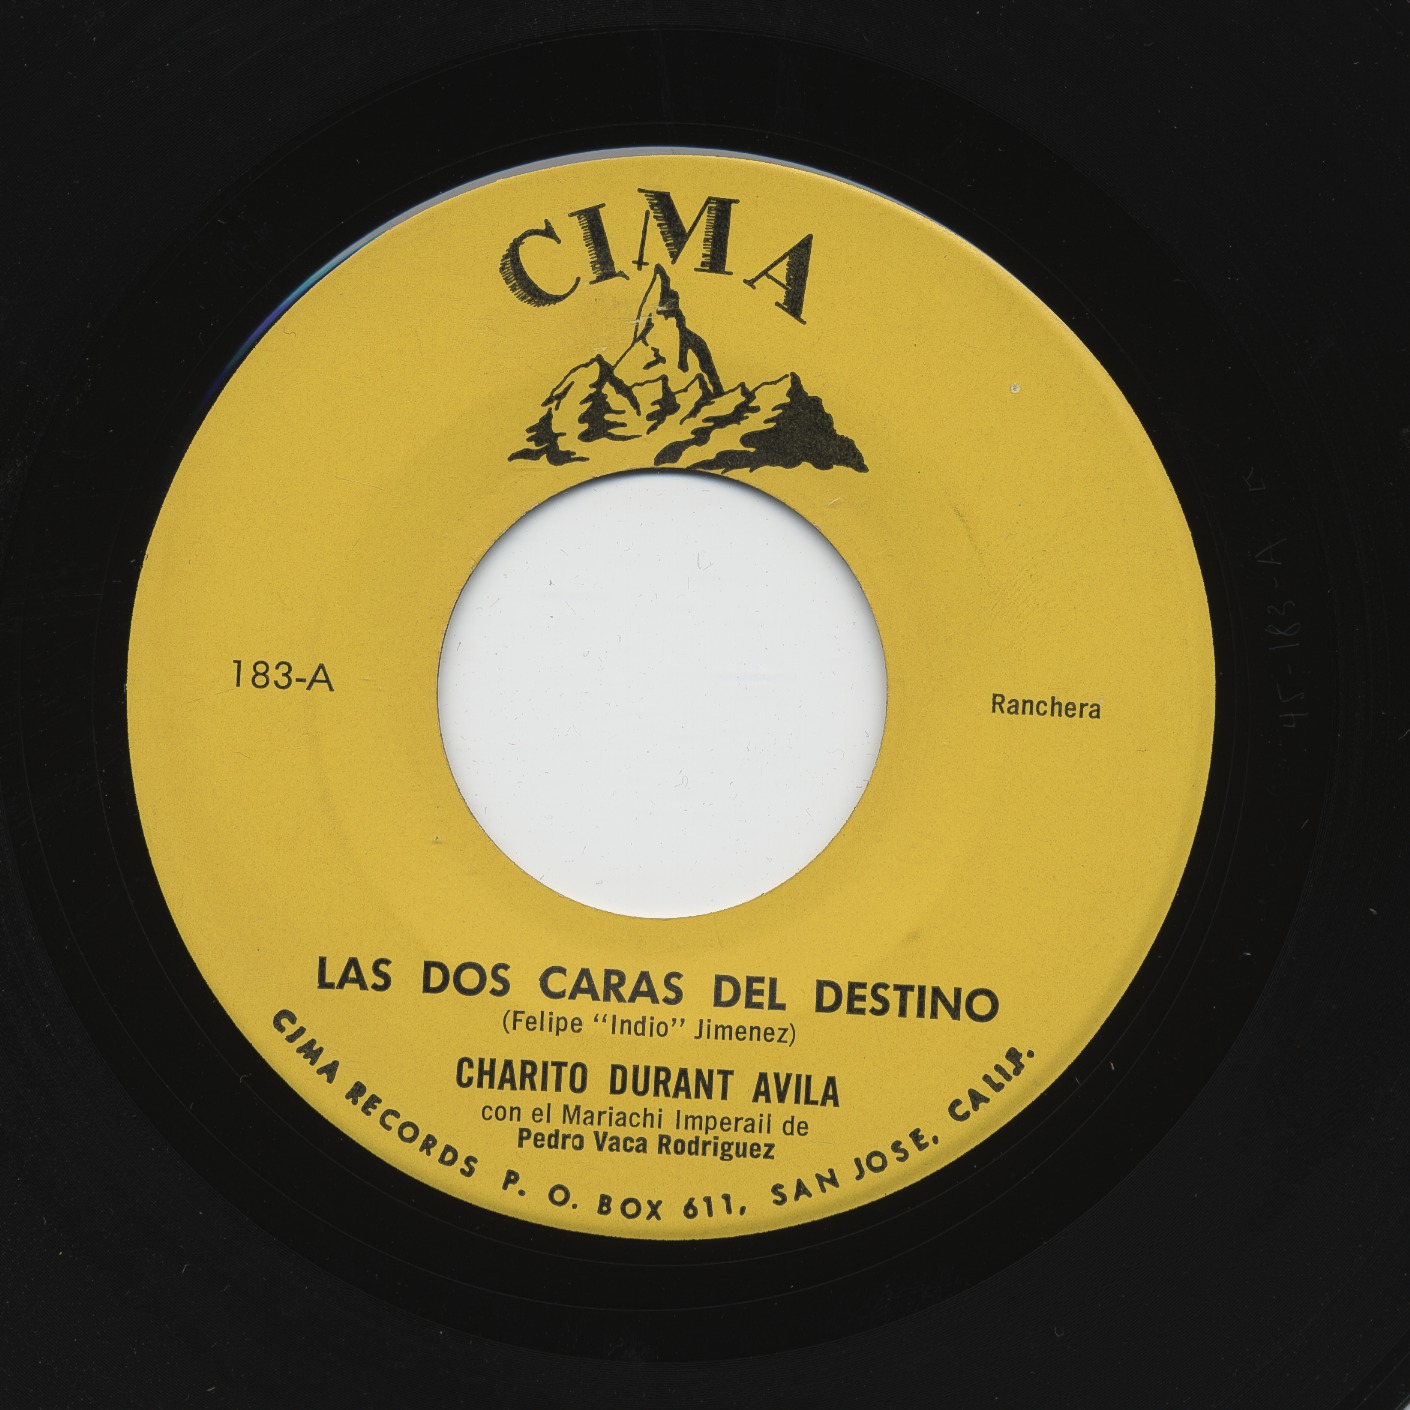 CIMA
183-A
Ranchera
LAS DOS CARAS DEL DESTINO
(Felipe “Indio” Jimenez)
CHARITO DURANT AVILA
con el Mariachi Imperail de
Pedro Vaca Rodriguez
CIMA RECORDS P. O. BOX 611, SAN JOSE, CALIF.
45-183-A